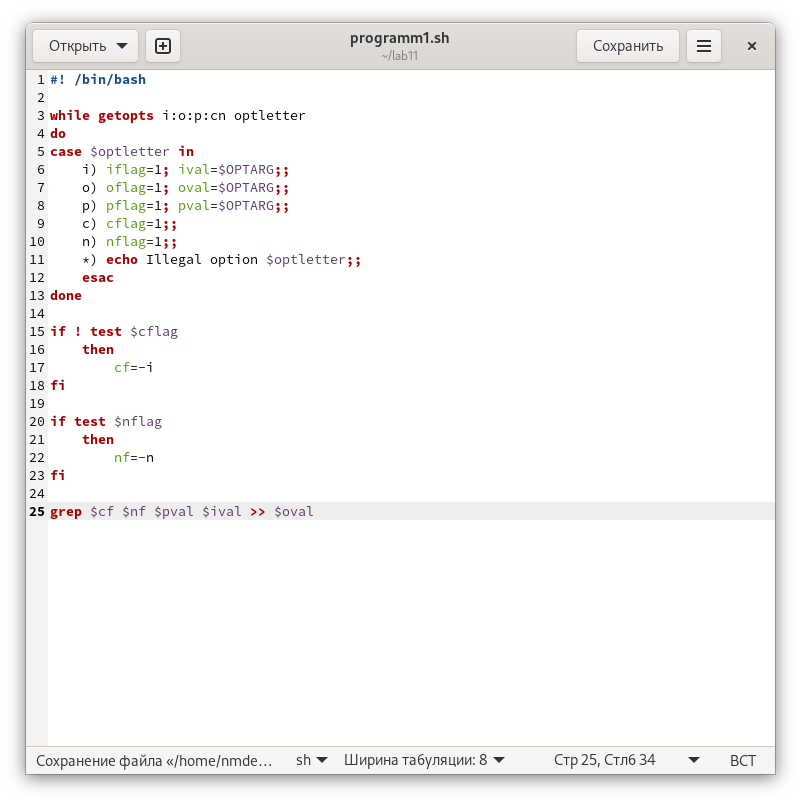 Открыть
programm1.sh
~/lab11
Сохранить
1 #! /bin/bash
2
3 while getopts i:o:p:cn optletter
4 do
5 case $optletter in
6     i) iflag=1; ival=$OPTARG;;
7     o) oflag=1; oval=$OPTARG;;
8     p) pflag=1; pval=$OPTARG;;
9     c) cflag=1;;
10     n) nflag=1;;
11     *) echo Illegal option $optletter;;
12     esac
13 done
14
15 if ! test $cflag
16     then
17         cf=-i
18 fi
19
20 if test $nflag
21     then
22         nf=-n
23 fi
24
25 grep $cf $nf $pval $ival >> $oval
Сохранение файла «/home/nmde… sh Ширина табуляции: 8 Стр 25, Стлб 34 ВСТ